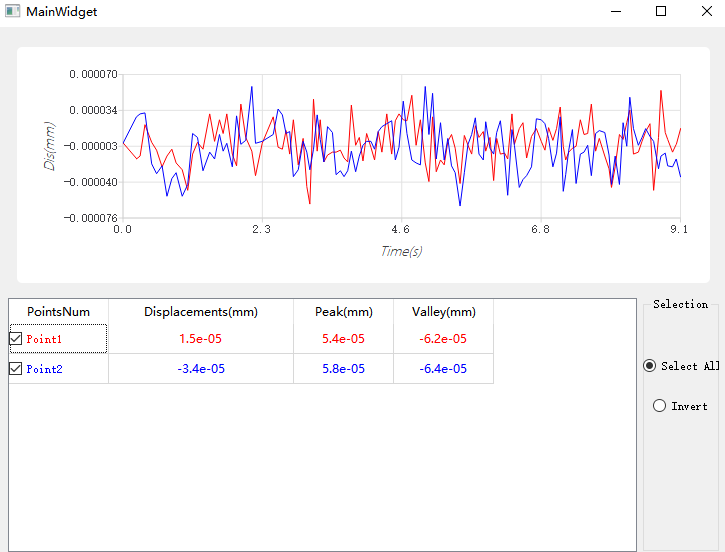 MainWidget
0.000070
0.000034
-0.000003
-0.000040
-0.000076
Dis(mm)
0.0 2.3 4.6 6.8 9.1
Time(s)
PointsNum Displacements(mm) Peak(mm) Valley(mm)
Point1 1.5e-05 5.4e-05 -6.2e-05
Point2 -3.4e-05 5.8e-05 -6.4e-05
Selection
Select All
Invert